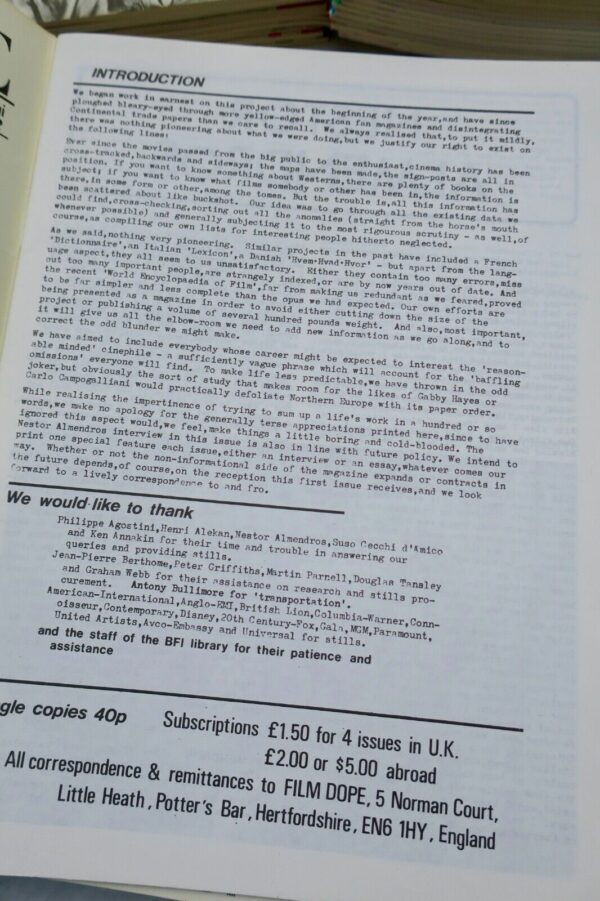 INTRODUCTION
We began work in earnest on this project about the beginning of the year,and have since
ploughed bleary-eyed through more yellow-edged American fan magazines and disintegrating
Continental trade papers than we care to recall. We always realised that,to put it mildly,
there was nothing pioneering about what we were doing,but we justify our right to exist on
the following lines:
Ever since the movies passed from the big public to the enthusiast,cinema history has been
cross-tracked,backwards and sideways; the maps have been made,the sign-posts are all in
position. If you want to know something about Westerns,there are plenty of books on the
subject; if you want to know what films somebody or other has been in,the information is
there,in some form or other,among the tomes. But the trouble is,all this information has
been scattered about like buckshot. Our idea was to go through all the existing data we
could find,cross-checking,sorting out all the anomalies (straight from the horse's mouth
whenever possible) and generally subjecting it to the most rigourous scrutiny - as well,of
course,as compiling our own lists for interesting people hitherto neglected.
As we said,nothing very pioneering. Similar projects in the past have included a French
'Dictionnaire',an Italian 'Lexicon',a Danish 'Hvem-Hvad-Hvor' - but apart from the lang-
uage aspect,they all seem to us unsatisfactory. Either they contain too many errors,miss
out too many important people,are strangely indexed,or are by now years out of date. And
the recent 'World Encyclopaedia of Film',far from making us redundant as we feared,proved
to be far simpler and less complete than the opus we had expected. Our own efforts are
being presented as a magazine in order to avoid either cutting down the size of the
project or publishing a volume of several hundred pounds weight. And also,most important,
it will give us all the elbow-room we need to add new information as we go along,and to
correct the odd blunder we might make.
We have aimed to include everybody whose career might be expected to interest the 'reason-
able minded' cinephile - a sufficiently vague phrase which will account for the 'baffling
omissions' everyone will find. To make life less predictable,we have thrown in the odd
joker,but obviously the sort of study that makes room for the likes of Gabby Hayes or
Carlo Campogalliani would practically defoliate Northern Europe with its paper order.
While realising the impertinence of trying to sum up a life's work in a hundred or so
words,we make no apology for the generally terse appreciations printed here,since to have
ignored this aspect would,we feel,make things a little boring and cold-blooded. The
Nestor Almendros interview in this issue is also in line with future policy. We intend to
print one special feature each issue,either an interview or an essay,whatever comes our
way. Whether or not the non-informational side of the magazine expands or contracts in
the future depends,of course,on the reception this first issue receives,and we look
forward to a lively correspondence to and fro.
We would like to thank
Philippe Agostini,Henri Alekan,Nestor Almendros,Suso Cecchi d'Amico
and Ken Annakin for their time and trouble in answering our
queries and providing stills.
Jean-Pierre Berthome,Peter Griffiths,Martin Parnell,Douglas Tansley
and Graham Webb for their assistance on research and stills pro-
curement. Antony Bullimore for 'transportation'.
American-International,Anglo-EMI,British Lion,Columbia-Warner,Conn-
oisseur,Contemporary,Disney,20th Century-Fox,Gala,MGM,Paramount,
United Artists,Avco-Embassy and Universal for stills.
and the staff of the BFI library for their patience and
assistance
gle copies 40p Subscriptions £1.50 for 4 issues in U.K.
£2.00 or $5.00 abroad
All correspondence & remittances to FILM DOPE, 5 Norman Court,
Little Heath, Potter's Bar, Hertfordshire, EN6 1HY, England